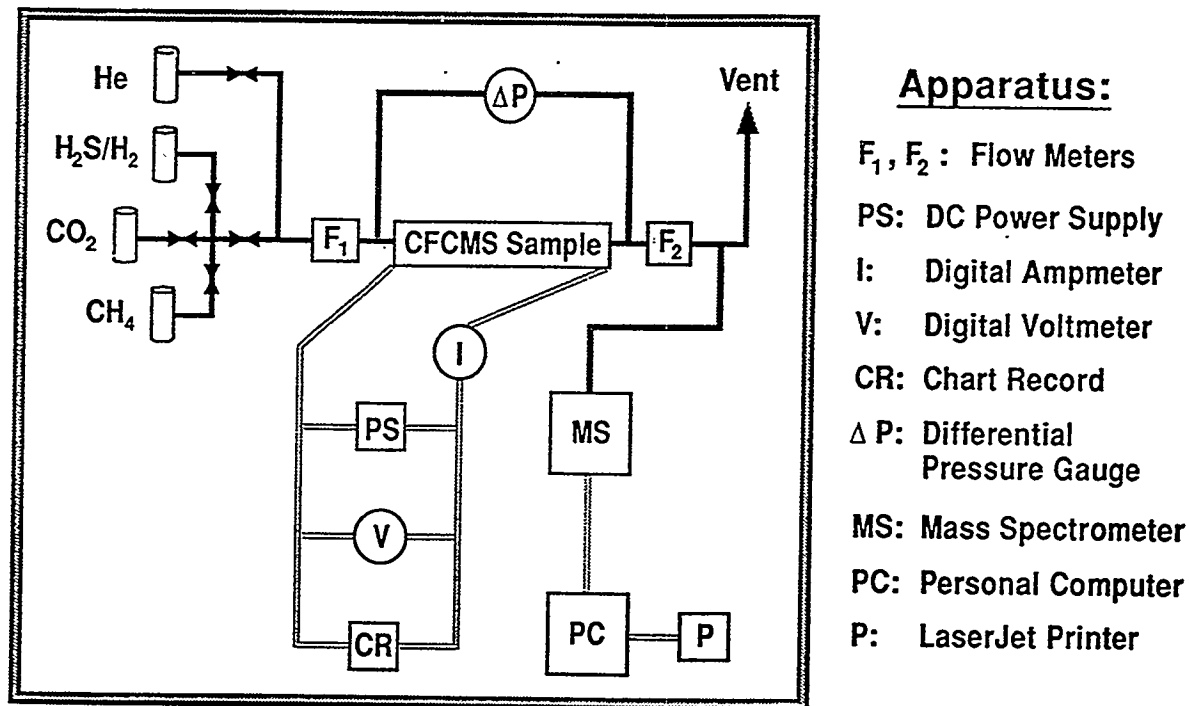 He
H₂S/H₂
CO₂
CH₄
ΔP
Vent
F₁
CFCMS Sample
F₂
I
PS
V
CR
MS
PC
P
Apparatus:
F₁, F₂ : Flow Meters
PS: DC Power Supply
I: Digital Ampmeter
V: Digital Voltmeter
CR: Chart Record
Δ P: Differential
Pressure Gauge
MS: Mass Spectrometer
PC: Personal Computer
P: LaserJet Printer